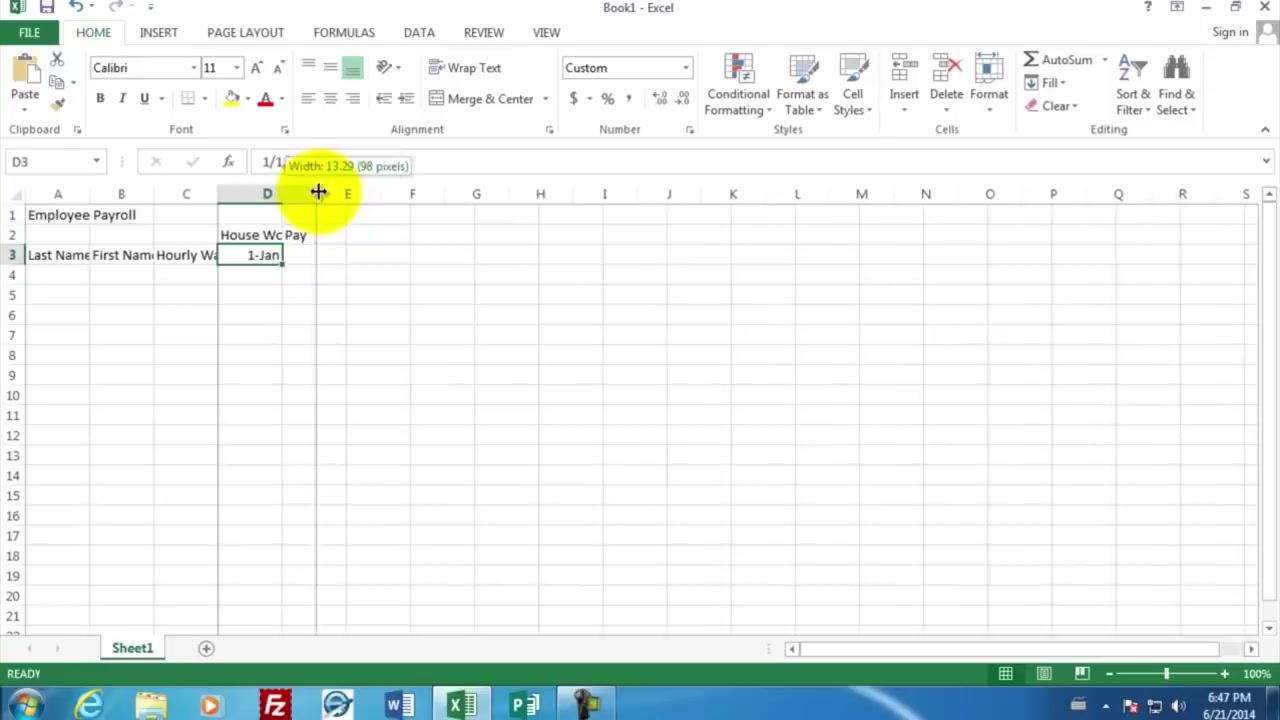 Book1 - Excel
?
FILE
HOME
INSERT
PAGE LAYOUT
FORMULAS
DATA
REVIEW
VIEW
Sign in
Paste
Calibri
11
A A
B I U
A
Wrap Text
Merge & Center
Custom
$ % ,
Conditional
Formatting
Format as
Table
Cell
Styles
Insert
Delete
Format
AutoSum
Fill
Clear
Sort &
Filter
Find &
Select
Clipboard
Font
Alignment
Number
Styles
Cells
Editing
D3
fx
1/1/
Width: 13.29 (98 pixels)
A B C D E F G H I J K L M N O P Q R S
1 Employee Payroll
2 House Wo Pay
3 Last Name First Name Hourly Wa 1-Jan
4
5
6
7
8
9
10
11
12
13
14
15
16
17
18
19
20
21
Sheet1
READY
100%
6:47 PM
6/21/2014